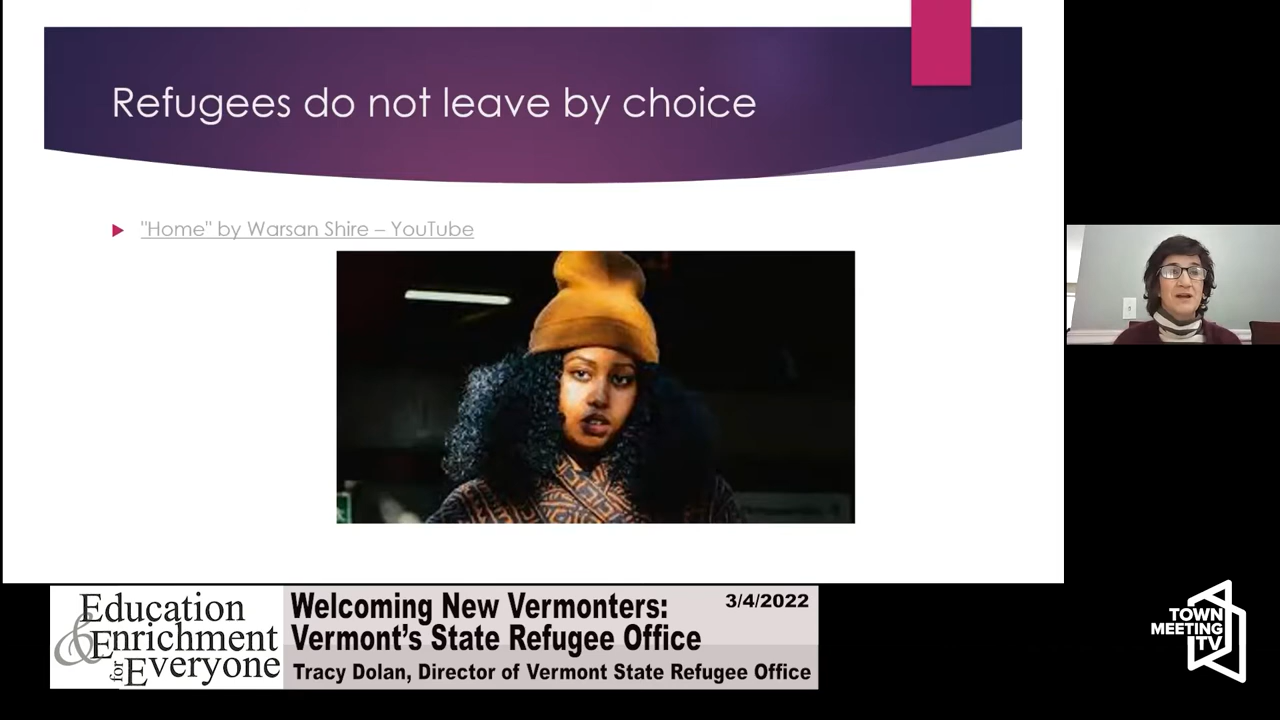 Refugees do not leave by choice
"Home" by Warsan Shire – YouTube
Education
& Enrichment
for Everyone
Welcoming New Vermonters:
3/4/2022
Vermont's State Refugee Office
Tracy Dolan, Director of Vermont State Refugee Office
TOWN
MEETING
TV